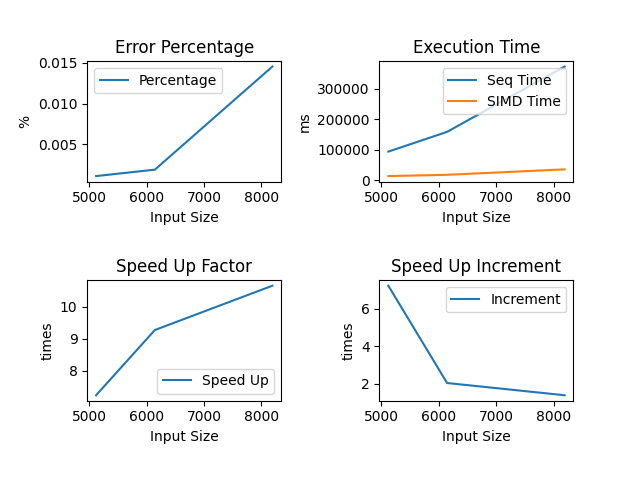 Error Percentage
0.015
0.010
0.005
%
Percentage
5000 6000 7000 8000
Input Size
Execution Time
300000
200000
100000
0
ms
Seq Time
SIMD Time
5000 6000 7000 8000
Input Size
Speed Up Factor
10
9
8
times
Speed Up
5000 6000 7000 8000
Input Size
Speed Up Increment
6
4
2
times
Increment
5000 6000 7000 8000
Input Size